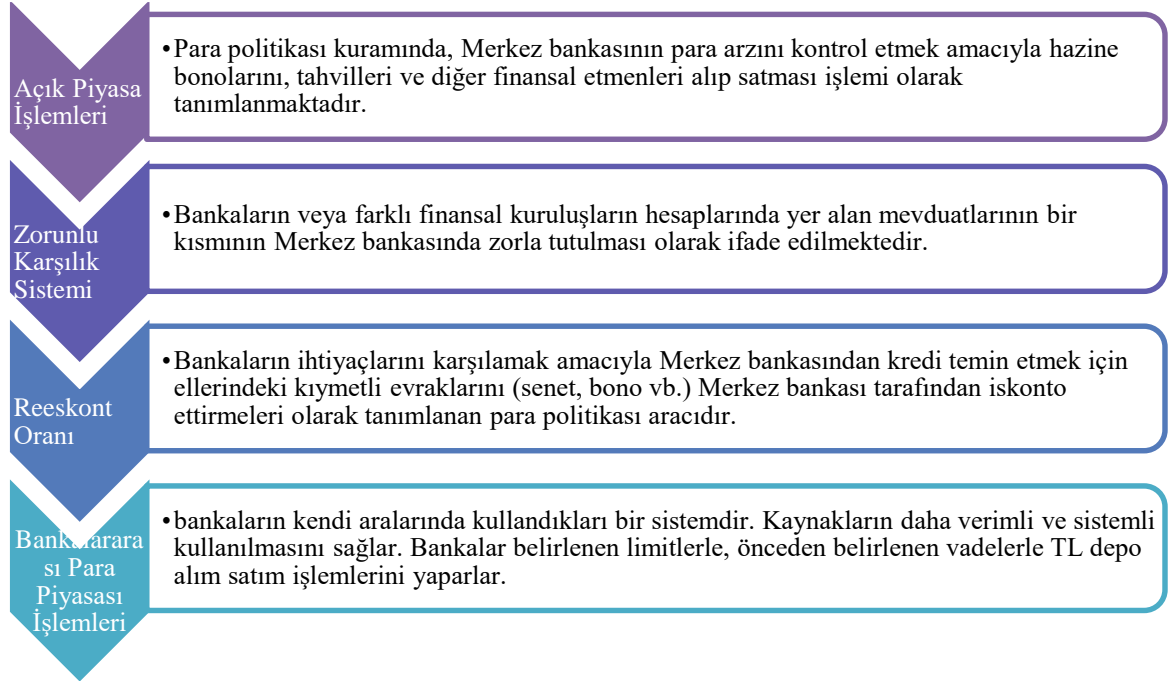 Açık Piyasa
İşlemleri
•Para politikası kuramında, Merkez bankasının para arzını kontrol etmek amacıyla hazine
bonolarını, tahvilleri ve diğer finansal etmenleri alıp satması işlemi olarak
tanımlanmaktadır.
Zorunlu
Karşılık
Sistemi
•Bankaların veya farklı finansal kuruluşların hesaplarında yer alan mevduatlarının bir
kısmının Merkez bankasında zorla tutulması olarak ifade edilmektedir.
Reeskont
Oranı
•Bankaların ihtiyaçlarını karşılamak amacıyla Merkez bankasından kredi temin etmek için
ellerindeki kıymetli evraklarını (senet, bono vb.) Merkez bankası tarafından iskonto
ettirmeleri olarak tanımlanan para politikası aracıdır.
Bankalarara
sı Para
Piyasası
İşlemleri
•bankaların kendi aralarında kullandıkları bir sistemdir. Kaynakların daha verimli ve sistemli
kullanılmasını sağlar. Bankalar belirlenen limitlerle, önceden belirlenen vadelerle TL depo
alım satım işlemlerini yaparlar.